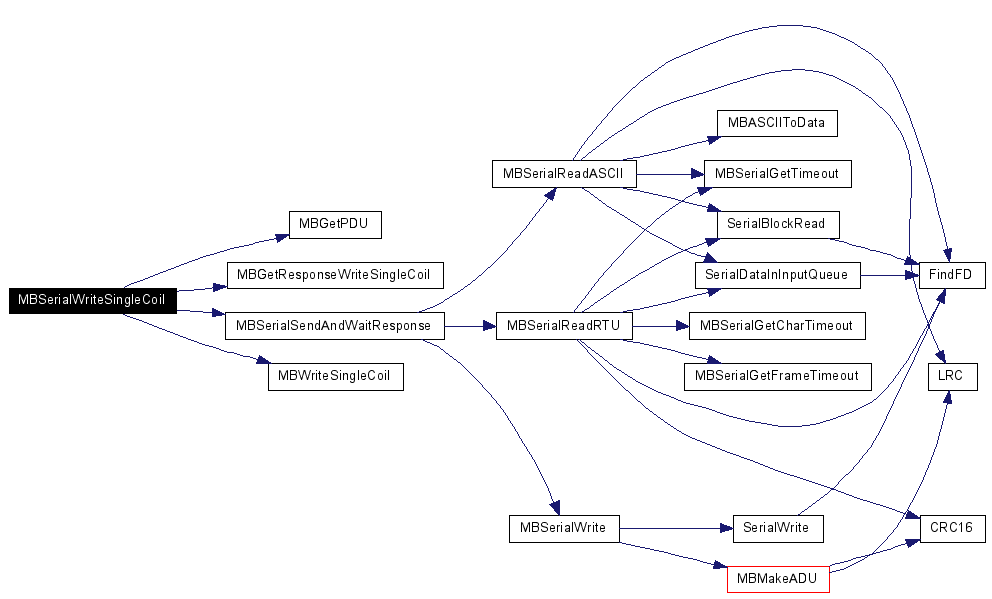 MBSerialWriteSingleCoil
MBGetPDU
MBGetResponseWriteSingleCoil
MBSerialSendAndWaitResponse
MBWriteSingleCoil
MBSerialReadASCII
MBSerialReadRTU
MBSerialWrite
MBASCIIToData
MBSerialGetTimeout
SerialBlockRead
SerialDataInInputQueue
MBSerialGetCharTimeout
MBSerialGetFrameTimeout
SerialWrite
MBMakeADU
FindFD
LRC
CRC16